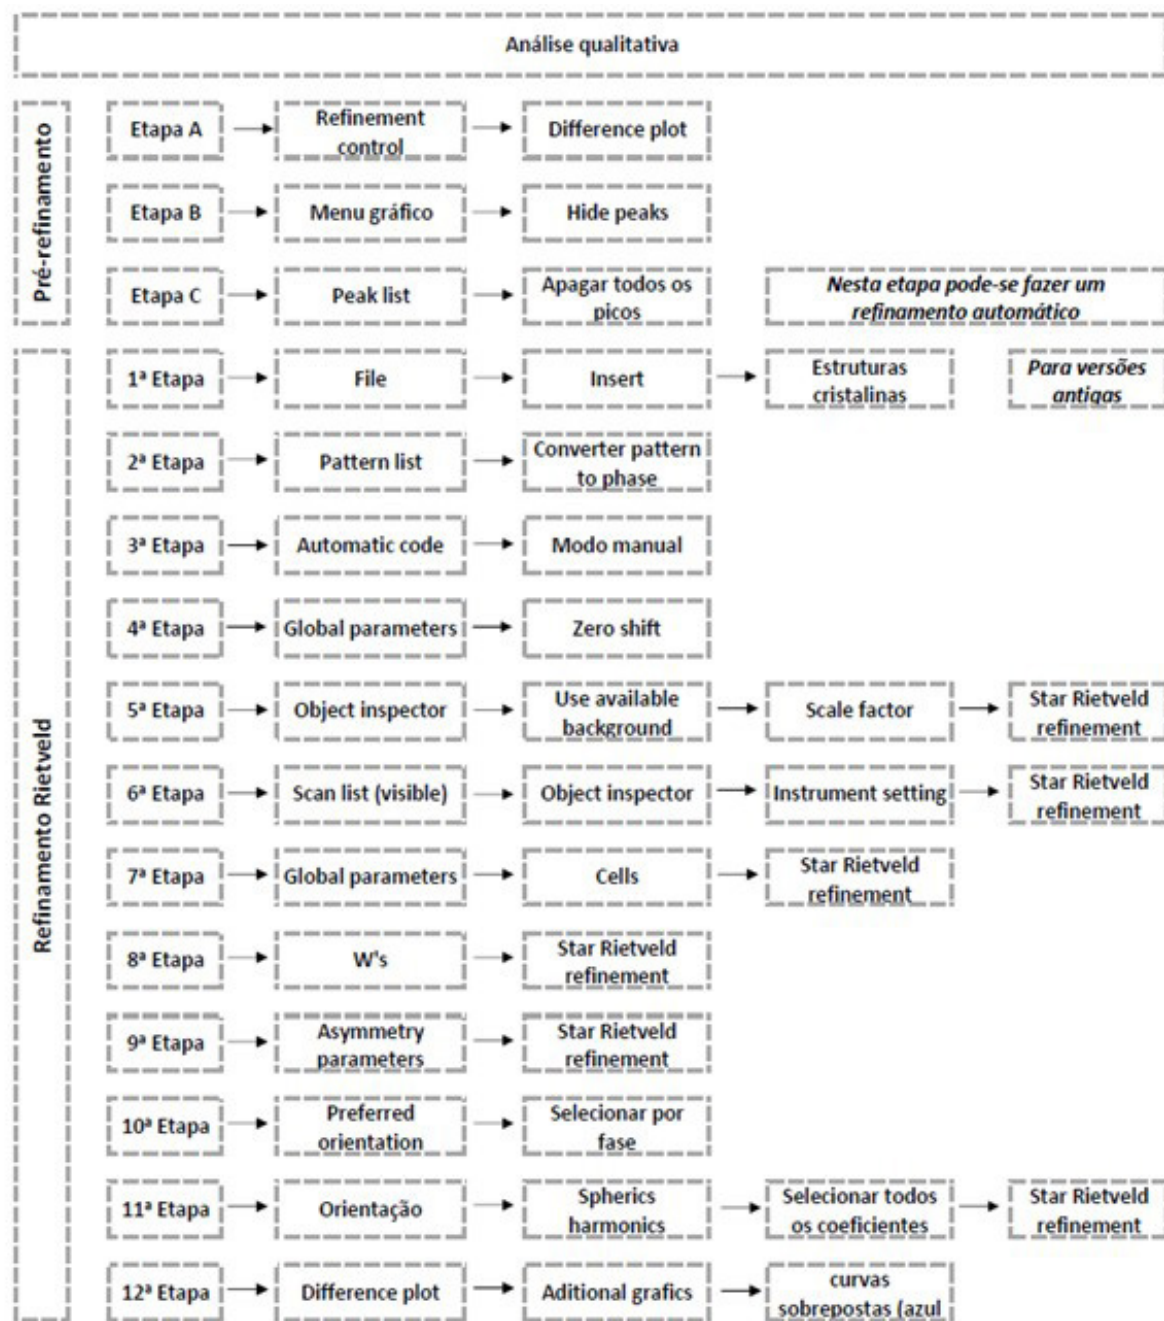 Análise qualitativa
Pré-refinamento
Etapa A
Refinement
control
Difference plot
Etapa B
Menu gráfico
Hide peaks
Etapa C
Peak list
Apagar todos os
picos
Nesta etapa pode-se fazer um
refinamento automático
Refinamento Rietveld
1ª Etapa
File
Insert
Estruturas
cristalinas
Para versões
antigas
2ª Etapa
Pattern list
Converter pattern
to phase
3ª Etapa
Automatic code
Modo manual
4ª Etapa
Global parameters
Zero shift
5ª Etapa
Object inspector
Use available
background
Scale factor
Star Rietveld
refinement
6ª Etapa
Scan list (visible)
Object inspector
Instrument setting
Star Rietveld
refinement
7ª Etapa
Global parameters
Cells
Star Rietveld
refinement
8ª Etapa
W's
Star Rietveld
refinement
9ª Etapa
Asymmetry
parameters
Star Rietveld
refinement
10ª Etapa
Preferred
orientation
Selecionar por
fase
11ª Etapa
Orientação
Spherics
harmonics
Selecionar todos
os coeficientes
Star Rietveld
refinement
12ª Etapa
Difference plot
Aditional grafics
curvas
sobrepostas (azul